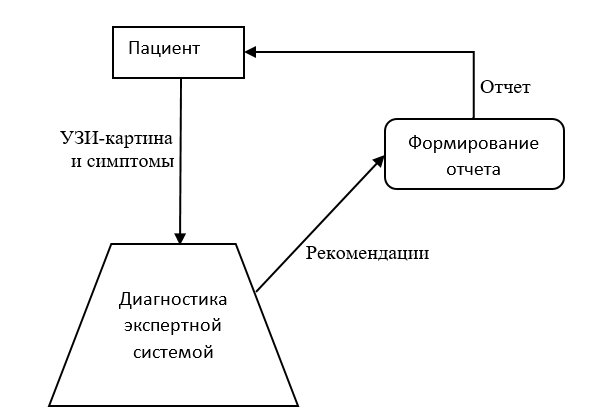 Пациент
Отчет
УЗИ-картина
и симптомы
Формирование
отчета
Рекомендации
Диагностика
экспертной
системой